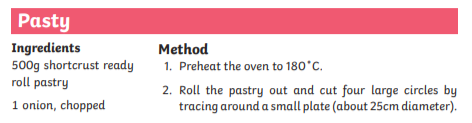 Pasty
Ingredients
500g shortcrust ready
roll pastry
1 onion, chopped
Method
1. Preheat the oven to 180˚C.
2. Roll the pastry out and cut four large circles by
tracing around a small plate (about 25cm diameter).